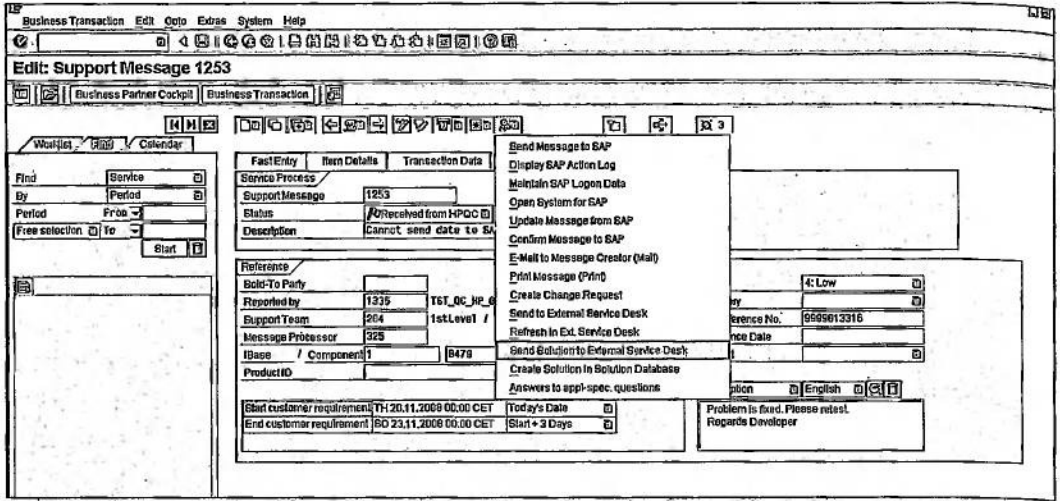 Business Transaction Edit Goto Extras System Help
Edit: Support Message 1253
Business Partner Cockpit Business Transaction
3
Worklist Find Calendar
Find Service
By Period
Period From
Free selection To
Start
Fast Entry Item Details Transaction Data
Service Process
Support Message 1253
Status Received from HPQC
Description Cannot send date to SA
Reference
Sold-To Party
Reported by 1335 TST_QC_HP_
Support Team 264 1stLevel /
Message Processor 325
IBase / Component 1 8479
Product ID
Start customer requirement TH 20.11.2008 00:00 CET Today's Date
End customer requirement SO 23.11.2008 00:00 CET Start + 3 Days
Send Message to SAP
Display SAP Action Log
Maintain SAP Logon Data
Open System for SAP
Update Message from SAP
Confirm Message to SAP
E-Mail to Message Creator (Mail)
Print Message (Print)
Create Change Request
Send to External Service Desk
Refresh in Ext. Service Desk
Send Solution to External Service Desk
Create Solution in Solution Database
Answers to appl-spec. questions
4: Low
ry
erence No. 9999613316
nce Date
t
ption English
Problem is fixed. Please retest.
Regards Developer